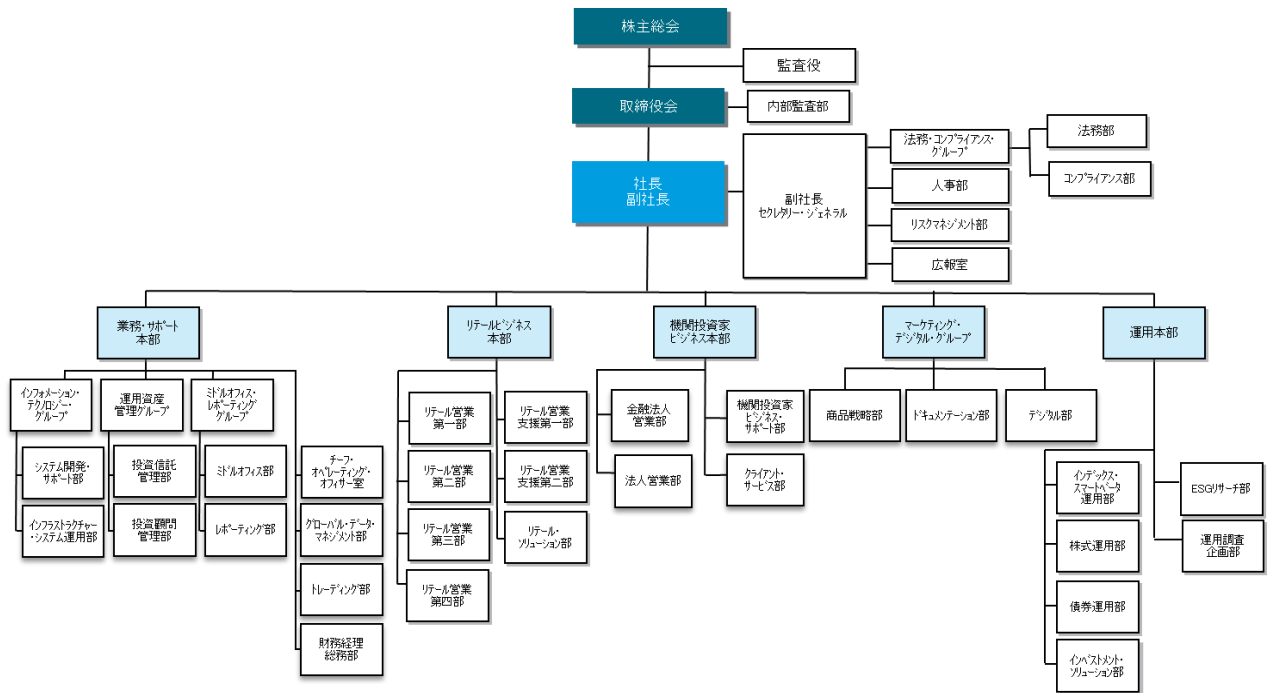 株主総会
監査役
取締役会
内部監査部
社長
副社長
副社長
セクレタリー・ジェネラル
法務・コンプライアンス・
グループ
法務部
コンプライアンス部
人事部
リスクマネジメント部
広報室
業務・サポート
本部
リテールビジネス
本部
機関投資家
ビジネス本部
マーケティング・
デジタル・グループ
運用本部
インフォメーション・
テクノロジー・
グループ
運用資産
管理グループ
ミドルオフィス・
レポーティング
グループ
システム開発・
サポート部
インフラストラクチャー
・システム運用部
投資信託
管理部
投資顧問
管理部
ミドルオフィス部
レポーティング部
チーフ・
オペレーティング・
オフィサー室
グローバル・データ・
マネジメント部
トレーディング部
財務経理
総務部
リテール営業
第一部
リテール営業
第二部
リテール営業
第三部
リテール営業
第四部
リテール営業
支援第一部
リテール営業
支援第二部
リテール・
ソリューション部
金融法人
営業部
法人営業部
機関投資家
ビジネス・
サポート部
クライアント・
サービス部
商品戦略部
ドキュメンテーション部
デジタル部
インデックス・
スマートベータ
運用部
株式運用部
債券運用部
インベストメント・
ソリューション部
ESGリサーチ部
運用調査
企画部